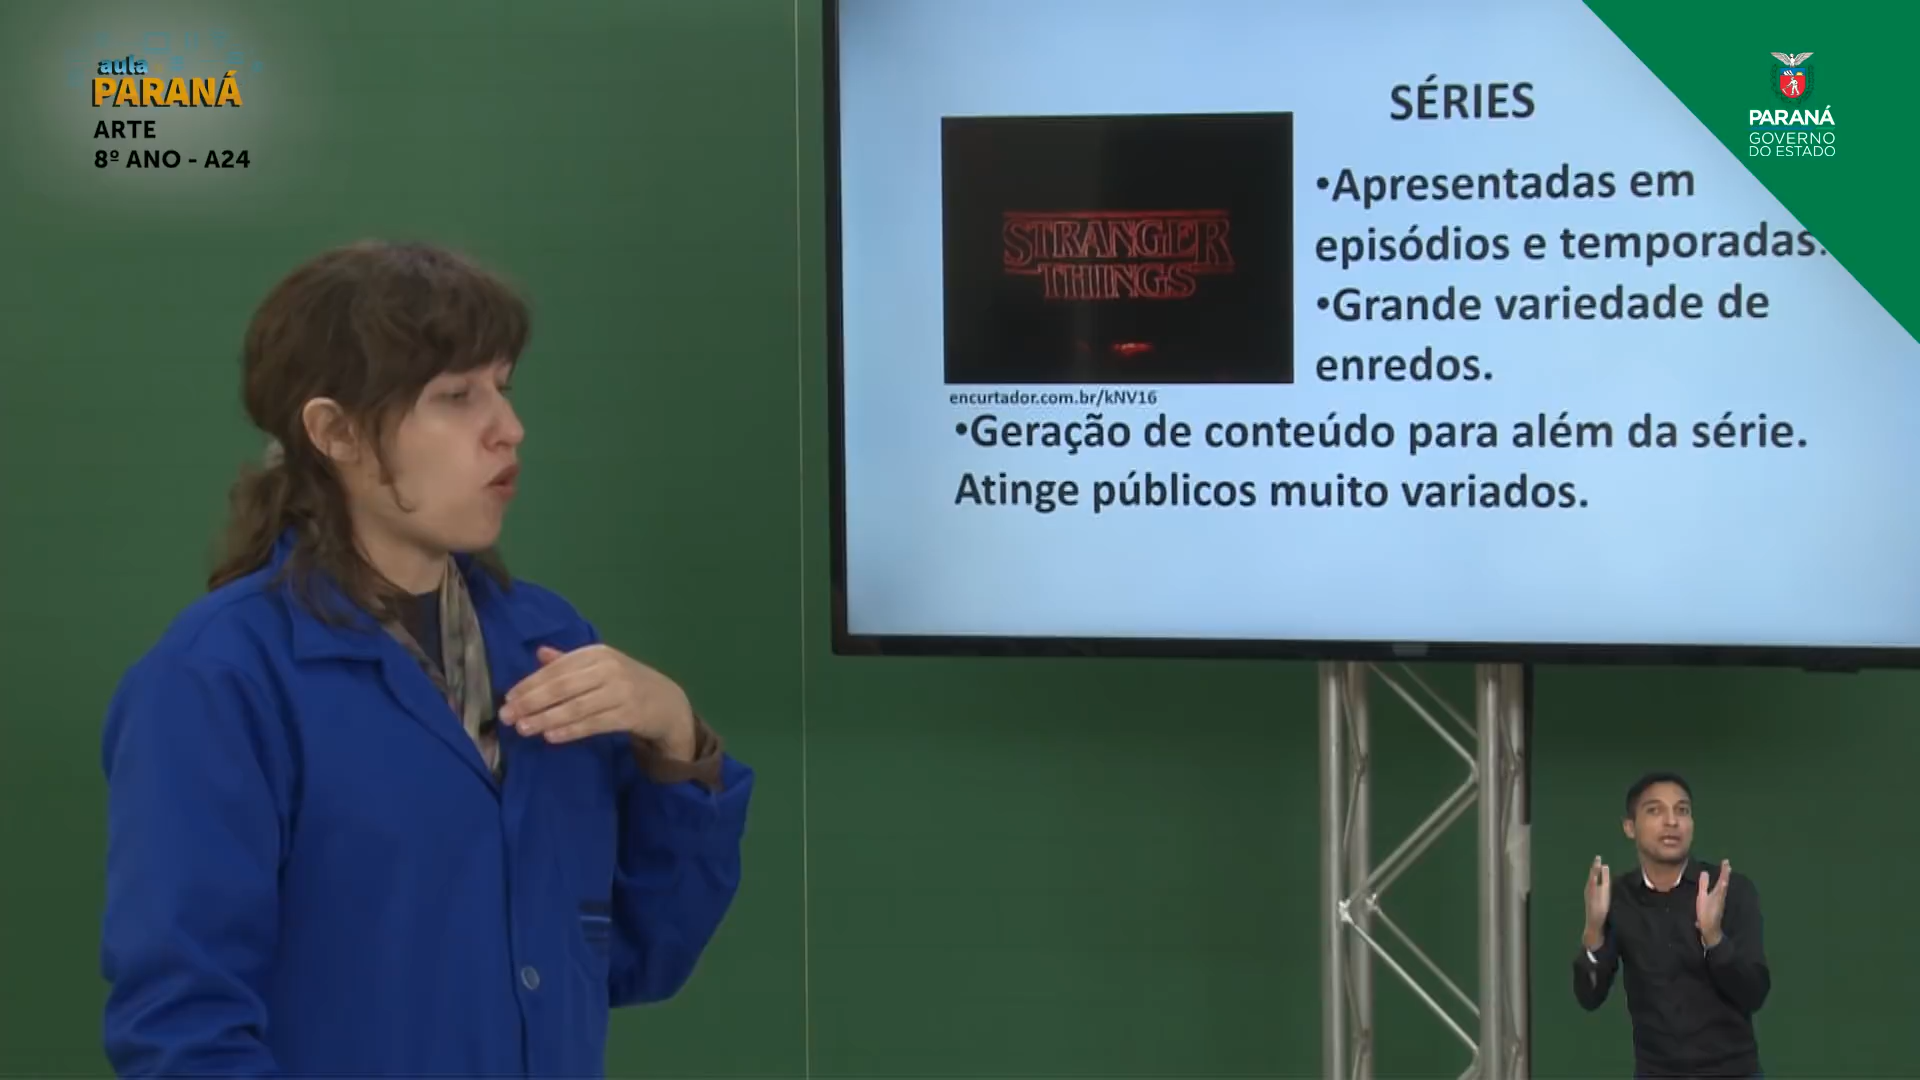 aula
PARANÁ
ARTE
8º ANO - A24
SÉRIES
STRANGER
THINGS
•Apresentadas em
episódios e temporadas.
•Grande variedade de
enredos.
encurtador.com.br/kNV16
•Geração de conteúdo para além da série.
Atinge públicos muito variados.
PARANÁ
GOVERNO
DO ESTADO